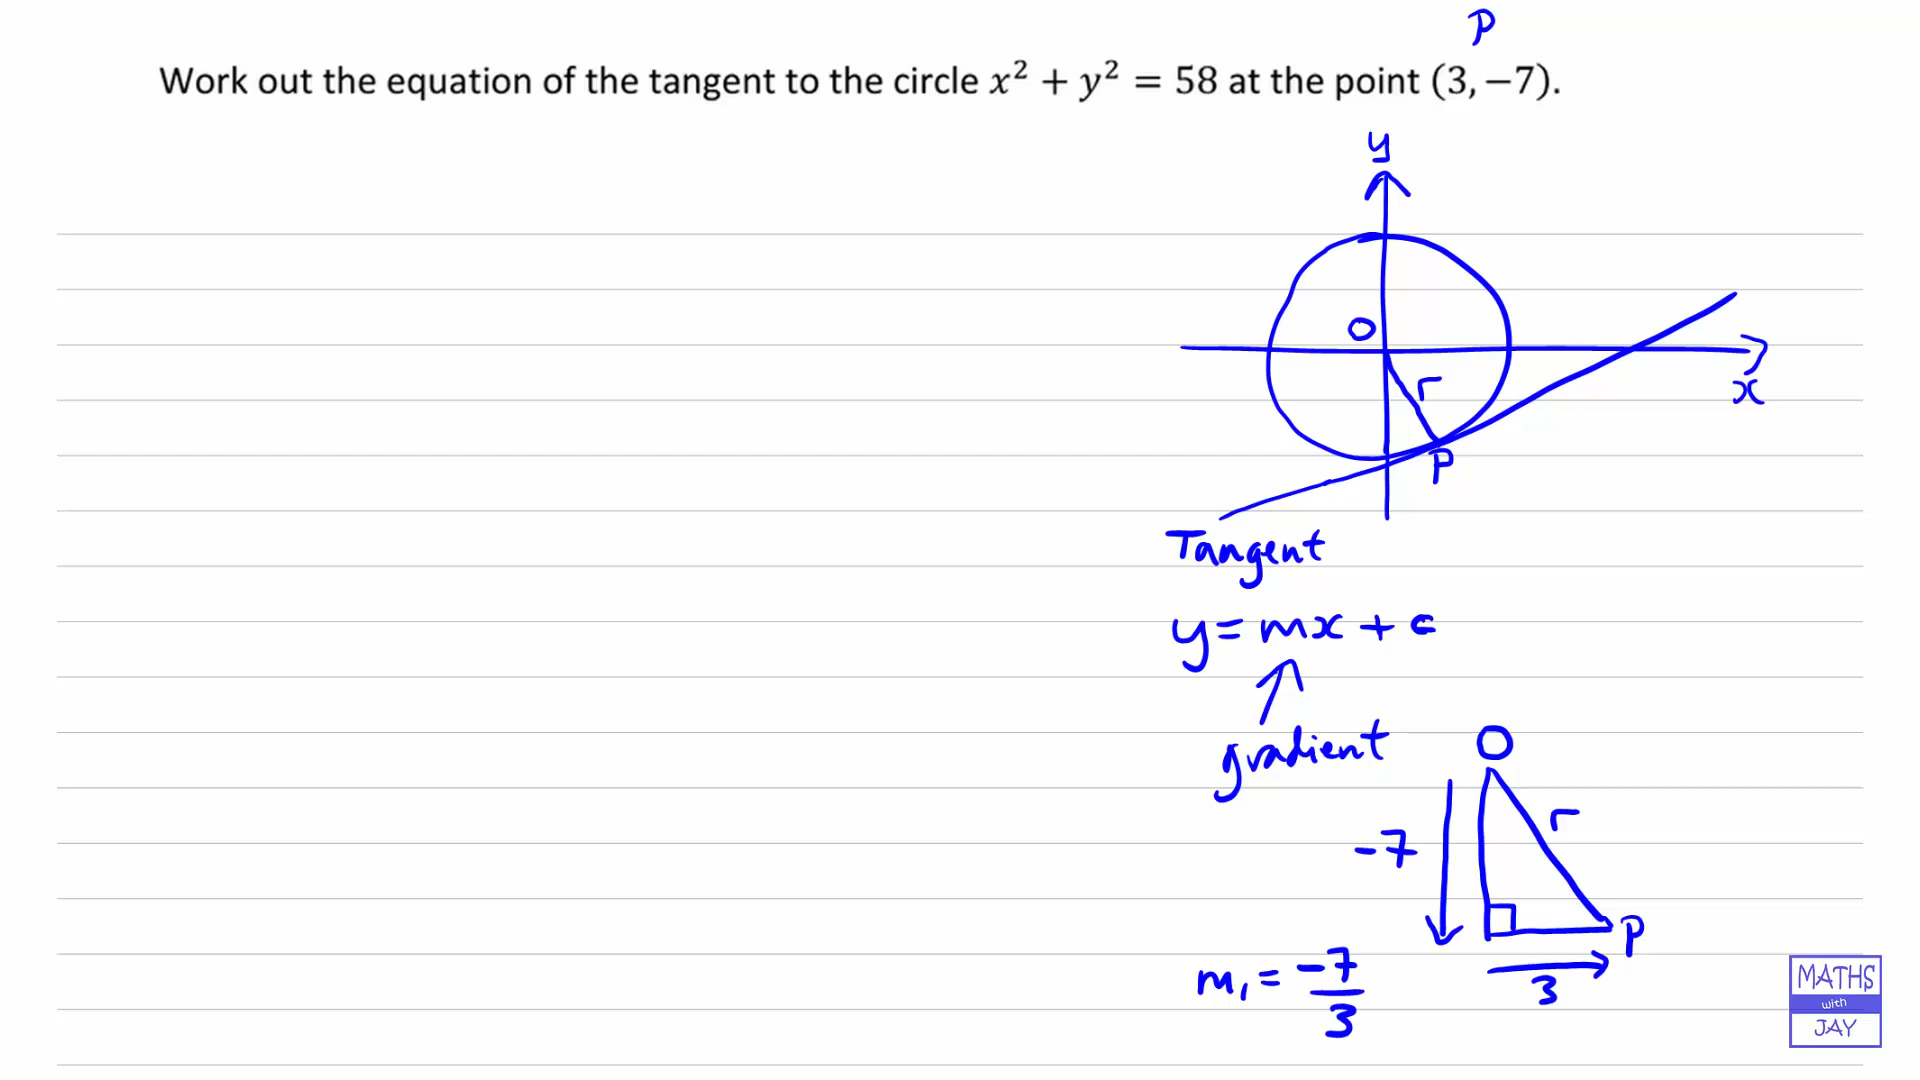 P
Work out the equation of the tangent to the circle x² + y² = 58 at the point (3, −7).
y
O
r
x
P
Tangent
y = mx + c
gradient
O
r
-7
P
3
m₁ = -7/3
MATHS
with
JAY